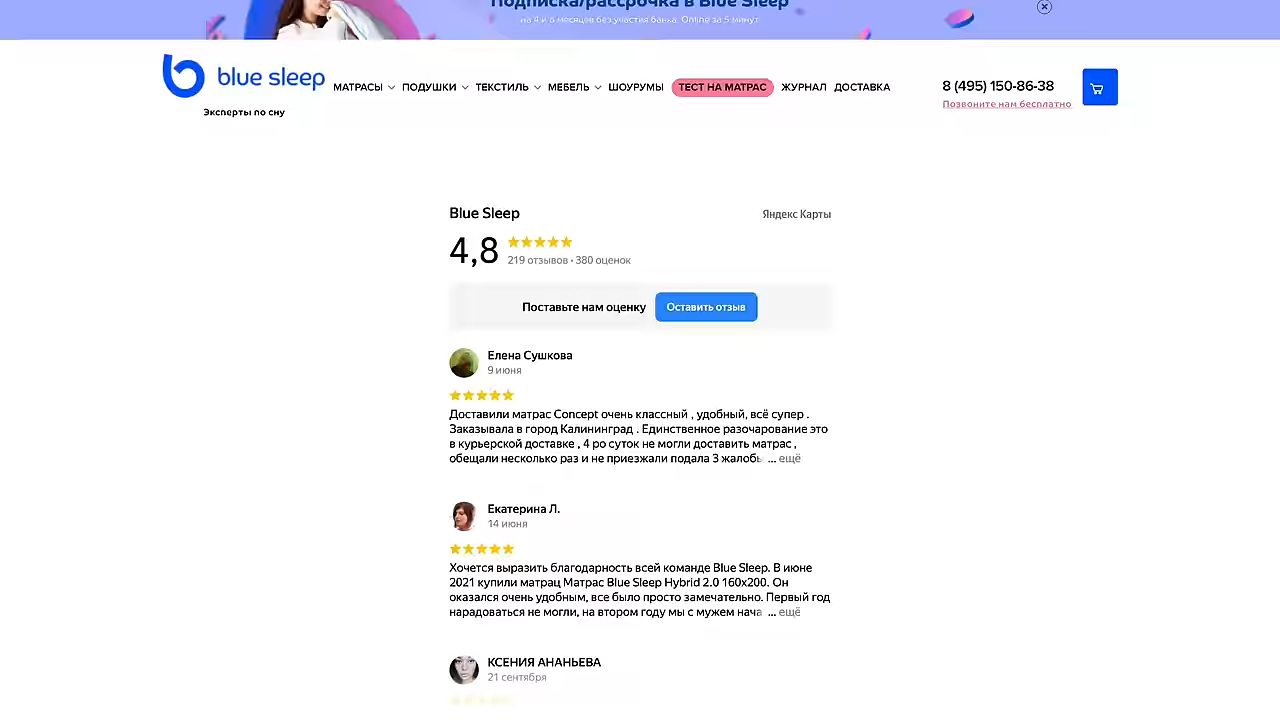 Подписка/рассрочка в Blue Sleep
на 4 и 6 месяцев без участия банка. Online за 5 минут
blue sleep
Эксперты по сну
МАТРАСЫ ПОДУШКИ ТЕКСТИЛЬ МЕБЕЛЬ ШОУРУМЫ ТЕСТ НА МАТРАС ЖУРНАЛ ДОСТАВКА
8 (495) 150-86-38
Позвоните нам бесплатно
Blue Sleep
Яндекс Карты
4,8
219 отзывов • 380 оценок
Поставьте нам оценку
Оставить отзыв
Елена Сушкова
9 июня
Доставили матрас Concept очень классный , удобный, всё супер .
Заказывала в город Калининград . Единственное разочарование это
в курьерской доставке , 4 ро суток не могли доставить матрас ,
обещали несколько раз и не приезжали подала 3 жалобы ... ещё
Екатерина Л.
14 июня
Хочется выразить благодарность всей команде Blue Sleep. В июне
2021 купили матрац Матрас Blue Sleep Hybrid 2.0 160х200. Он
оказался очень удобным, все было просто замечательно. Первый год
нарадоваться не могли, на втором году мы с мужем нача ... ещё
КСЕНИЯ АНАНЬЕВА
21 сентября